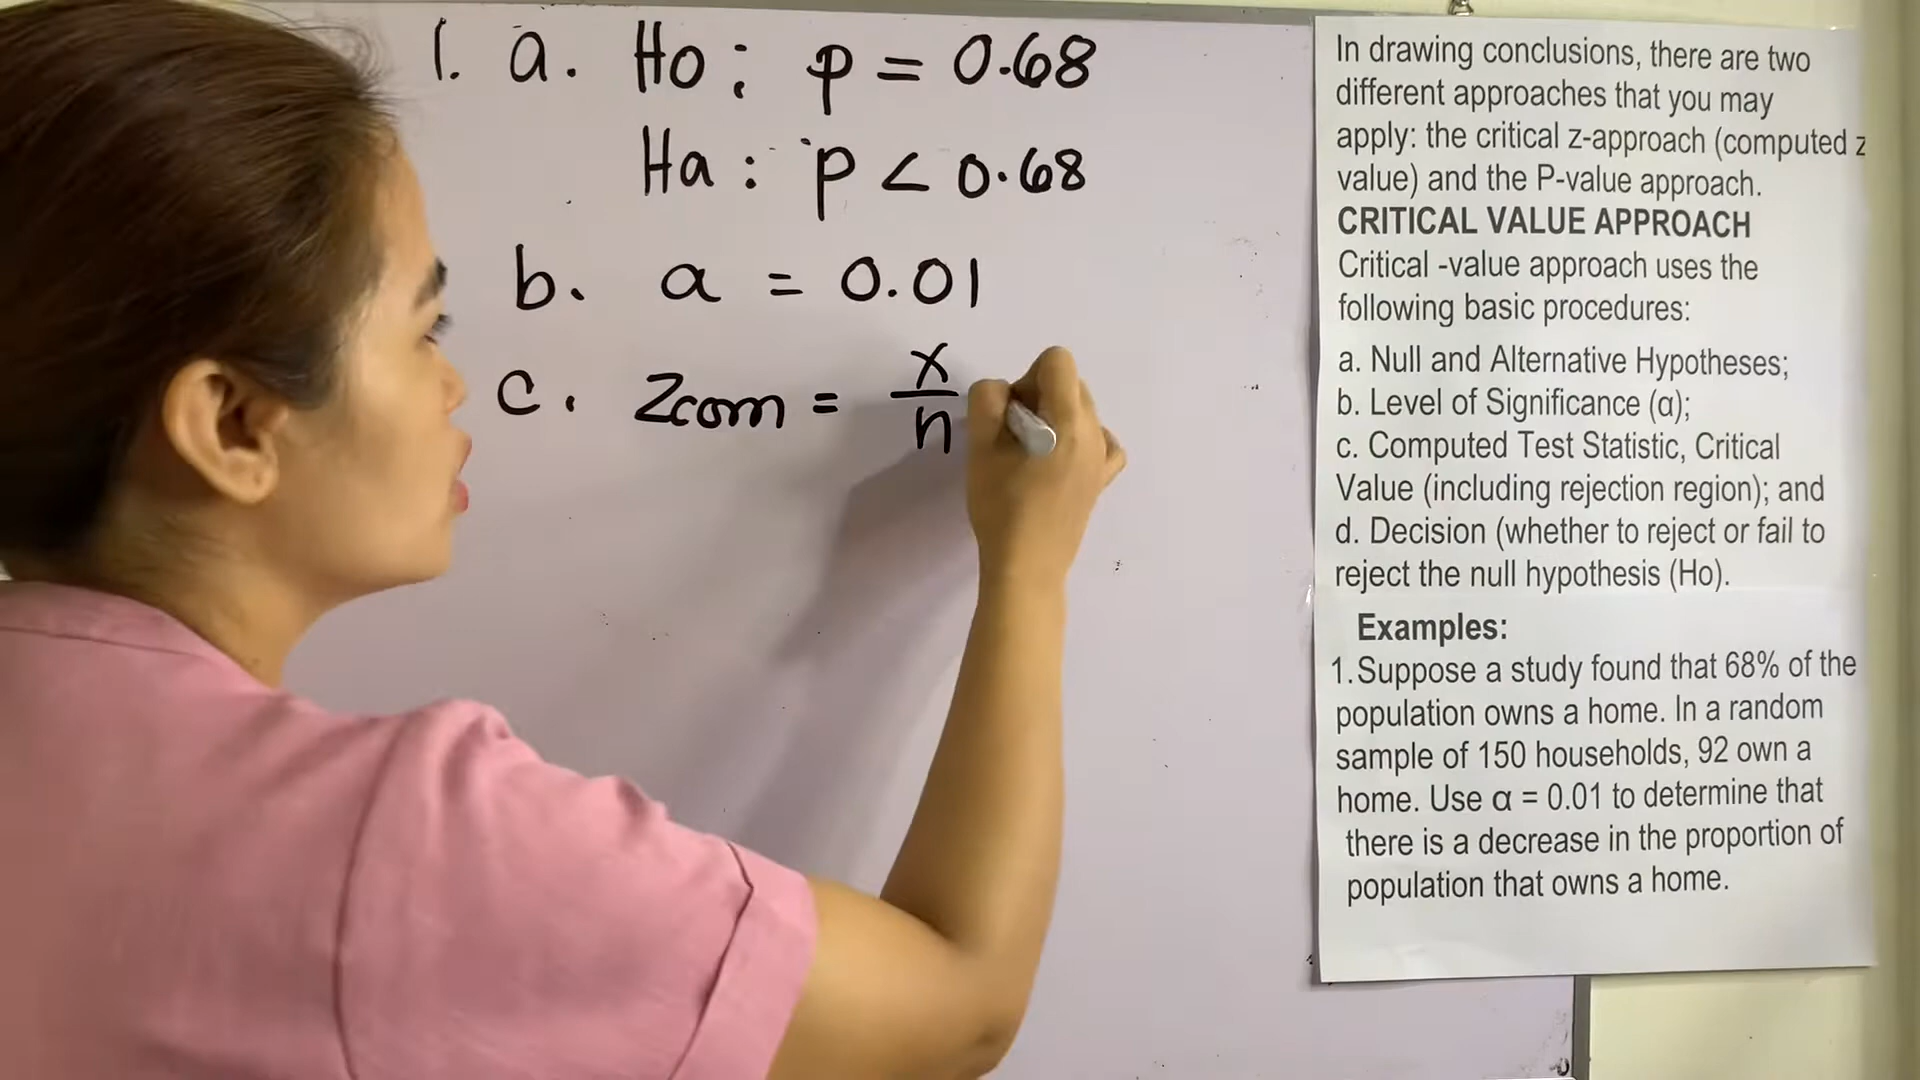 1. a. Ho: p = 0.68
Ha: p < 0.68
b. a = 0.01
c. Zcom = x/n
In drawing conclusions, there are two
different approaches that you may
apply: the critical z-approach (computed z
value) and the P-value approach.
CRITICAL VALUE APPROACH
Critical -value approach uses the
following basic procedures:
a. Null and Alternative Hypotheses;
b. Level of Significance (α);
c. Computed Test Statistic, Critical
Value (including rejection region); and
d. Decision (whether to reject or fail to
reject the null hypothesis (Ho).
Examples:
1.Suppose a study found that 68% of the
population owns a home. In a random
sample of 150 households, 92 own a
home. Use α = 0.01 to determine that
there is a decrease in the proportion of
population that owns a home.